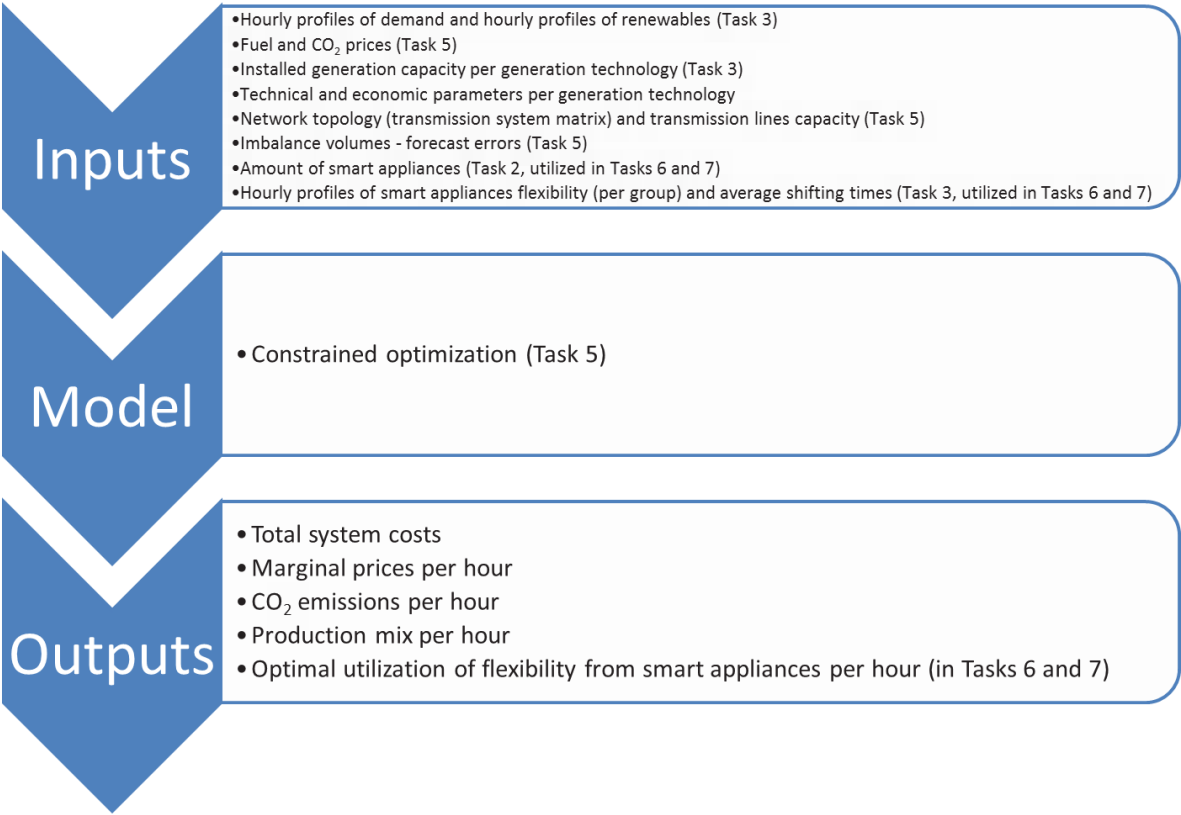 Inputs
•Hourly profiles of demand and hourly profiles of renewables (Task 3)
•Fuel and CO₂ prices (Task 5)
•Installed generation capacity per generation technology (Task 3)
•Technical and economic parameters per generation technology
•Network topology (transmission system matrix) and transmission lines capacity (Task 5)
•Imbalance volumes - forecast errors (Task 5)
•Amount of smart appliances (Task 2, utilized in Tasks 6 and 7)
•Hourly profiles of smart appliances flexibility (per group) and average shifting times (Task 3, utilized in Tasks 6 and 7)
Model
•Constrained optimization (Task 5)
Outputs
•Total system costs
•Marginal prices per hour
•CO₂ emissions per hour
•Production mix per hour
•Optimal utilization of flexibility from smart appliances per hour (in Tasks 6 and 7)